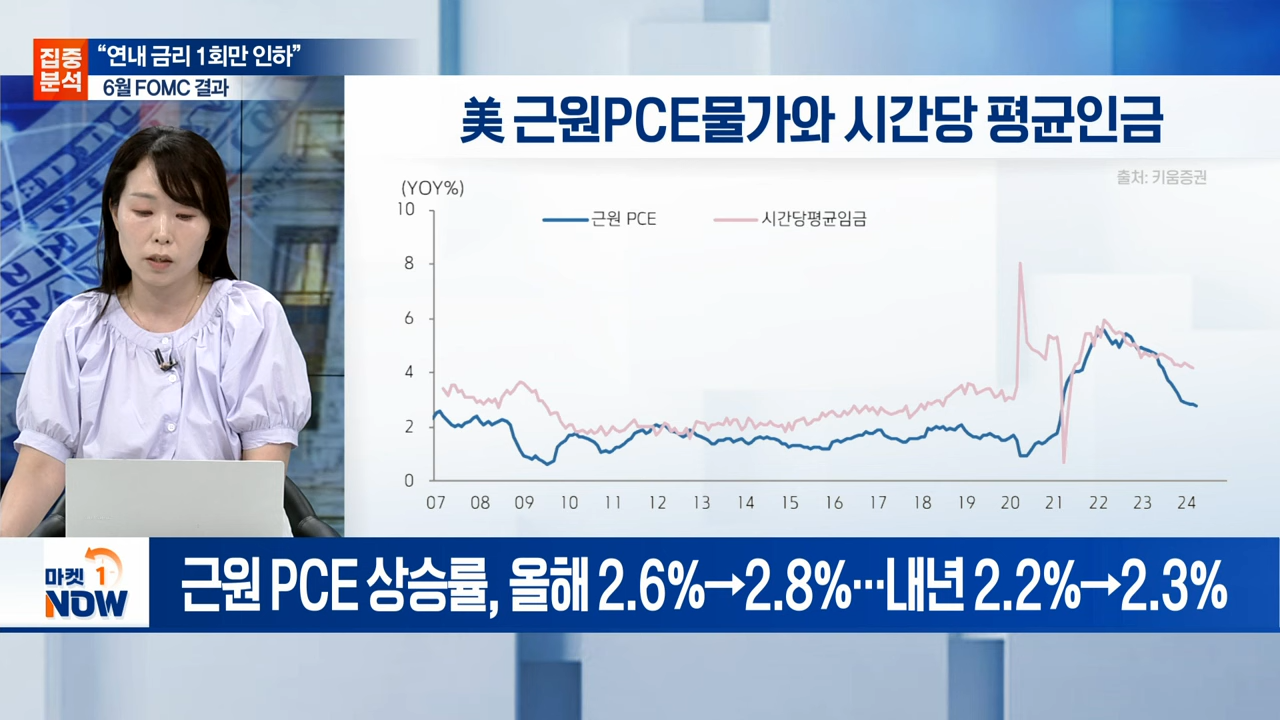 집중
분석
“연내 금리 1회만 인하”
6월 FOMC 결과
美 근원PCE물가와 시간당 평균인금
출처: 키움증권
(YOY%)
근원 PCE 시간당평균임금
10
8
6
4
2
0
07 08 09 10 11 12 13 14 15 16 17 18 19 20 21 22 23 24
마켓 1
NOW
근원 PCE 상승률, 올해 2.6%→2.8%…내년 2.2%→2.3%